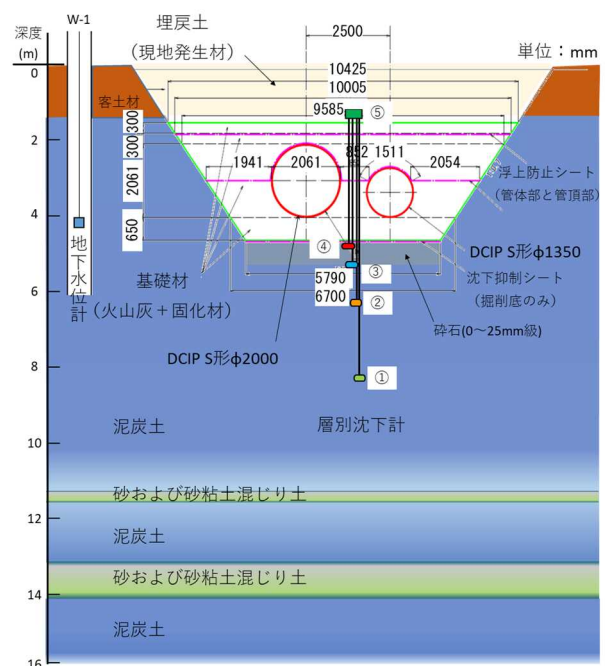 深度
(m)
W-1
埋戻土
(現地発生材)
2500
単位：mm
0
2
4
6
8
10
12
14
16
客土材
10425
10005
9585
⑤
300
300
2061
650
1941
2061
852
1511
2054
浮上防止シート
(管体部と管頂部)
地下水位計
④
③
②
①
DCIP S形φ1350
基礎材
(火山灰＋固化材)
5790
6700
沈下抑制シート
(掘削底のみ)
砕石(0～25mm級)
DCIP S形φ2000
層別沈下計
泥炭土
砂および砂粘土混じり土
泥炭土
砂および砂粘土混じり土
泥炭土